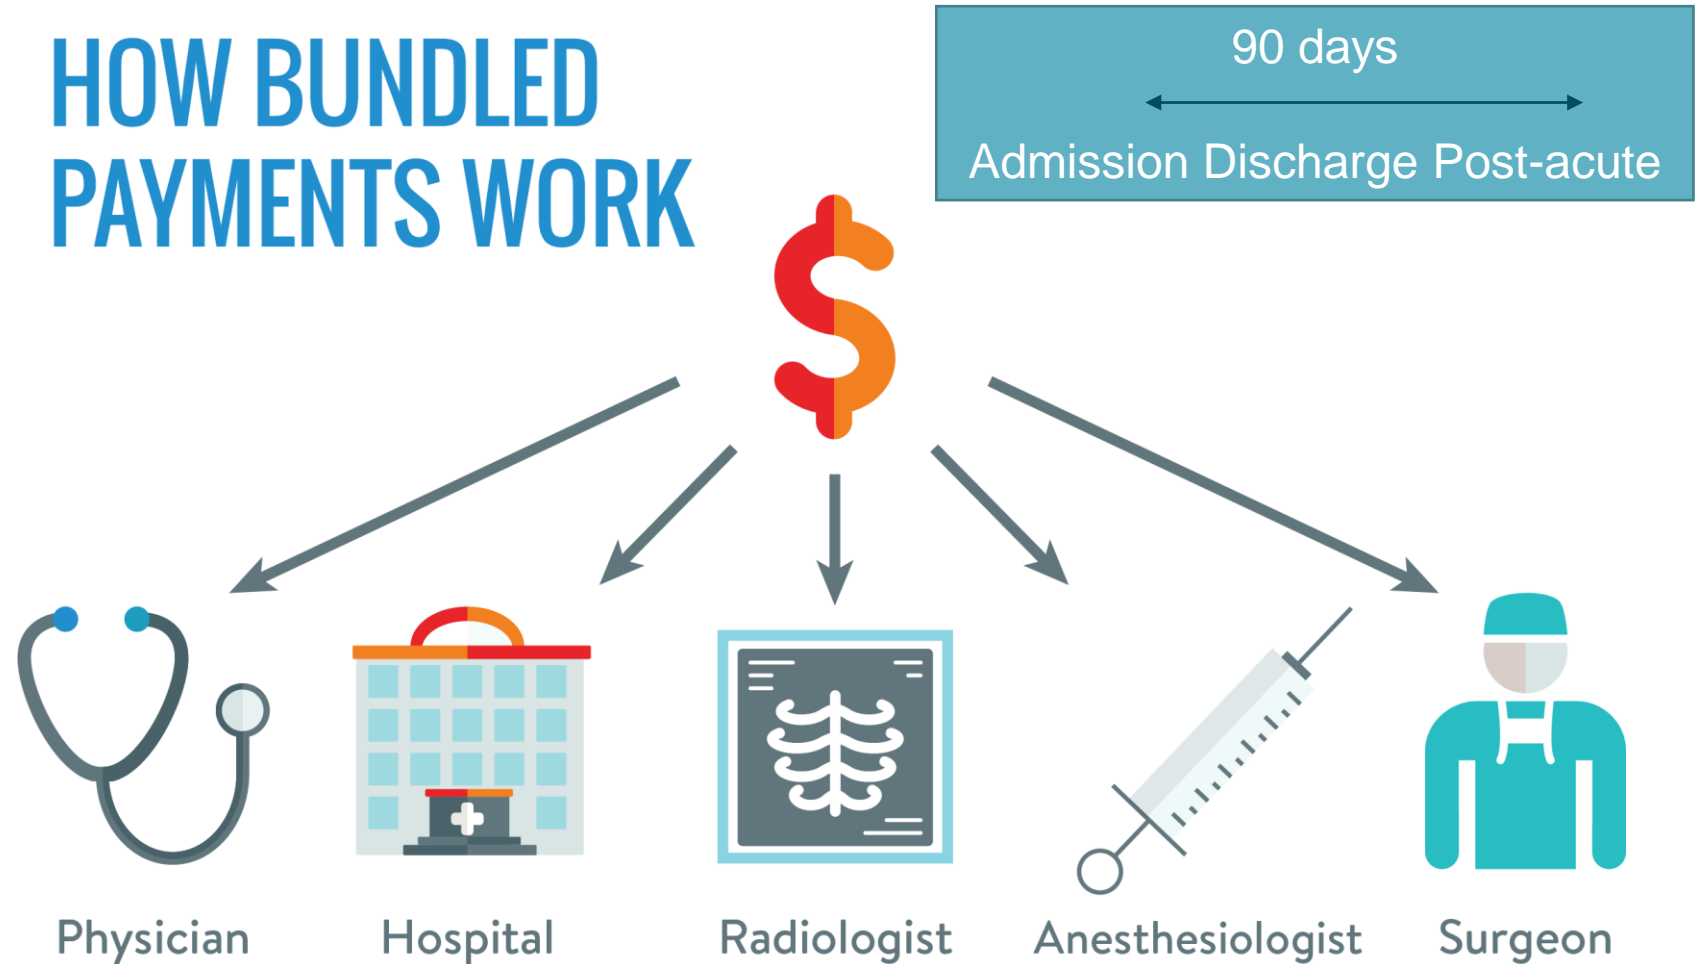 HOW BUNDLED
PAYMENTS WORK
90 days
Admission Discharge Post-acute
Physician
Hospital
Radiologist
Anesthesiologist
Surgeon